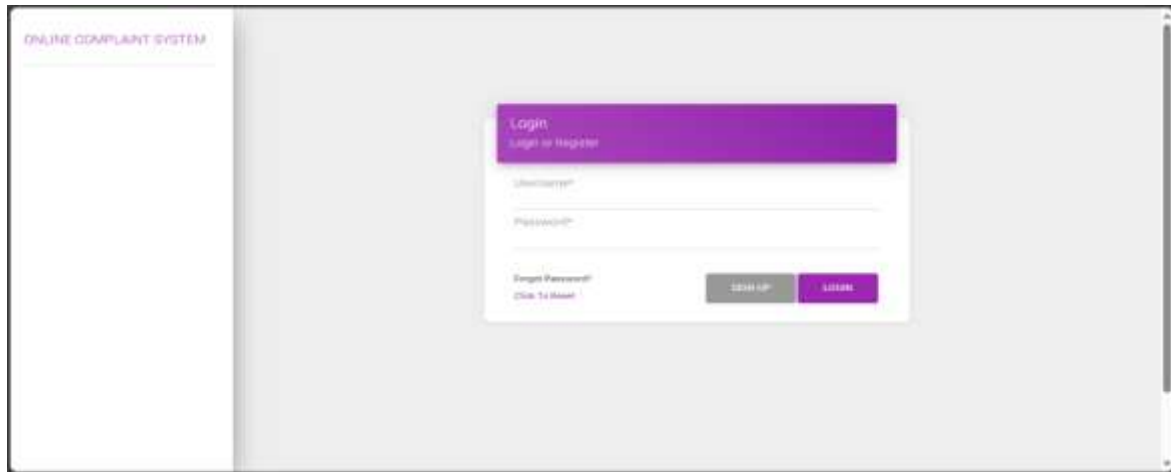 ONLINE COMPLAINT SYSTEM
Login
Login or Register
Username*
Password*
Forgot Password?
Click To Reset
SIGN UP
LOGIN